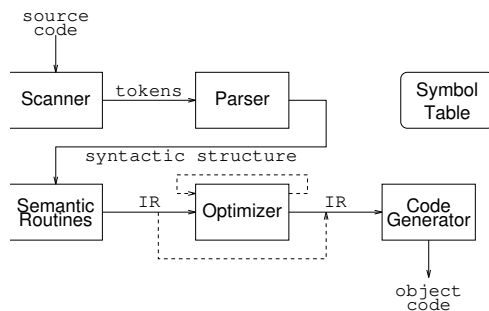 source
code
Scanner
tokens
Parser
Symbol
Table
syntactic structure
Semantic
Routines
IR
Optimizer
IR
Code
Generator
object
code